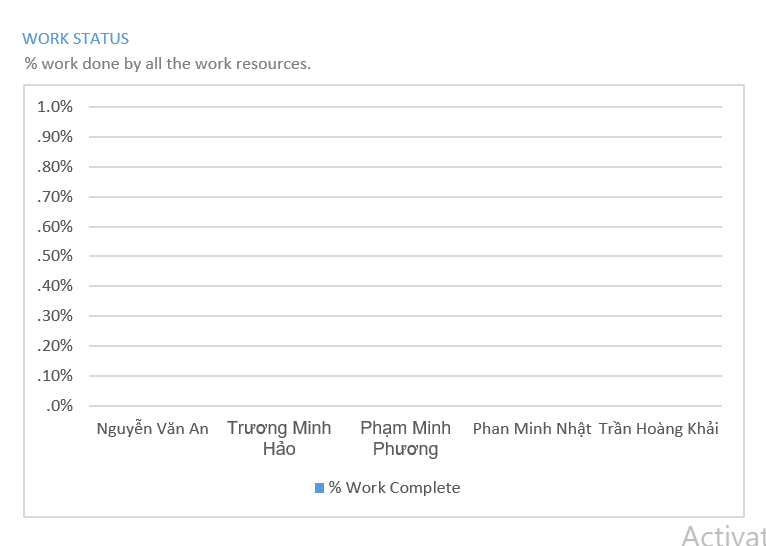 WORK STATUS
% work done by all the work resources.
1.0%
.90%
.80%
.70%
.60%
.50%
.40%
.30%
.20%
.10%
.0%
Nguyễn Văn An Trương Minh Hảo Phạm Minh Phương Phan Minh Nhật Trần Hoàng Khải
% Work Complete
Activat